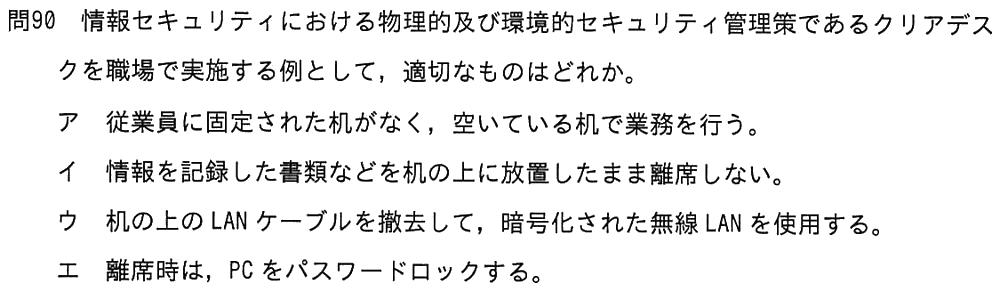 問90 情報セキュリティにおける物理的及び環境的セキュリティ管理策であるクリアデス
クを職場で実施する例として，適切なものはどれか。
ア 従業員に固定された机がなく，空いている机で業務を行う。
イ 情報を記録した書類などを机の上に放置したまま離席しない。
ウ 机の上のLANケーブルを撤去して，暗号化された無線LANを使用する。
エ 離席時は，PCをパスワードロックする。